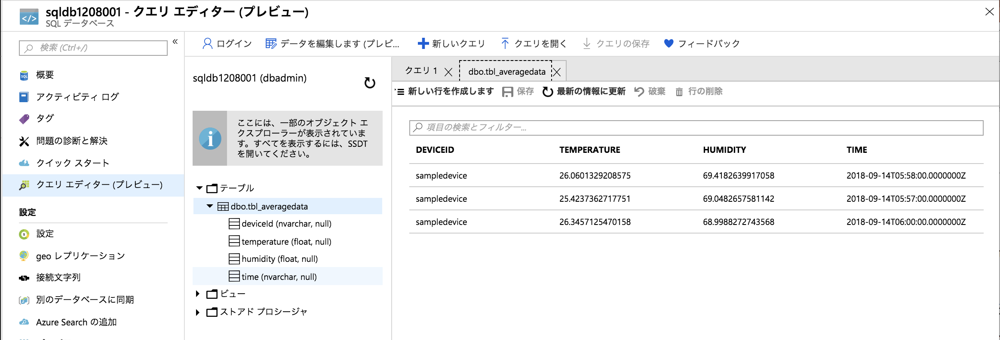 sqldb1208001 - クエリ エディター (プレビュー)
SQL データベース
検索 (Ctrl+/)
«
概要
アクティビティ ログ
タグ
問題の診断と解決
クイック スタート
クエリ エディター (プレビュー)
設定
設定
geo レプリケーション
接続文字列
別のデータベースに同期
Azure Search の追加
ログイン
データを編集します (プレビ...
新しいクエリ
クエリを開く
クエリの保存
フィードバック
sqldb1208001 (dbadmin)
ここには、一部のオブジェクト エ
クスプローラーが表示されていま
す。すべてを表示するには、SSDT
を開いてください。
テーブル
dbo.tbl_averagedata
deviceId (nvarchar, null)
temperature (float, null)
humidity (float, null)
time (nvarchar, null)
ビュー
ストアド プロシージャ
クエリ 1
dbo.tbl_averagedata
新しい行を作成します
保存
最新の情報に更新
破棄
行の削除
項目の検索とフィルター...
DEVICEID TEMPERATURE HUMIDITY TIME
sampledevice 26.0601329208575 69.4182639917058 2018-09-14T05:58:00.0000000Z
sampledevice 25.4237362717751 69.0482657581142 2018-09-14T05:57:00.0000000Z
sampledevice 26.3457125470158 68.9988272743568 2018-09-14T06:00:00.0000000Z